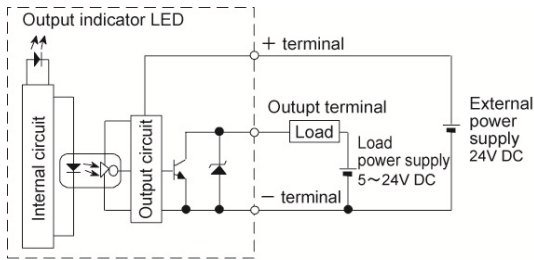 Output indicator LED
+ terminal
Outupt terminal
Load
Load
power supply
5～24V DC
External
power
supply
24V DC
− terminal
Internal circuit
Output circuit